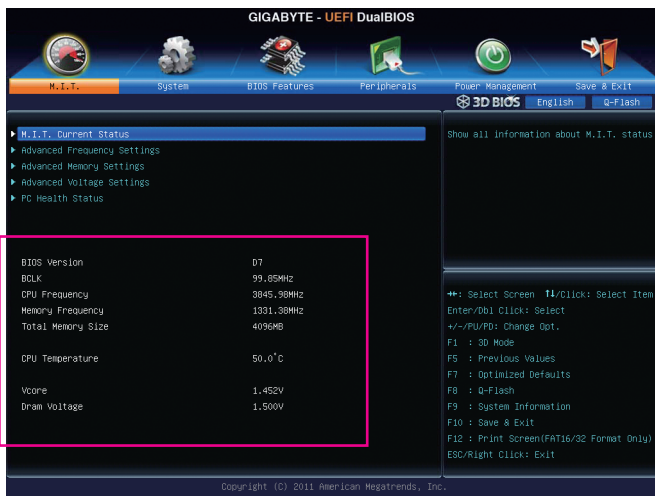 GIGABYTE - UEFI DualBIOS
M.I.T.
System
BIOS Features
Peripherals
Power Management
Save & Exit
3D BIOS
English
Q-Flash
M.I.T. Current Status
Advanced Frequency Settings
Advanced Memory Settings
Advanced Voltage Settings
PC Health Status
Show all information about M.I.T. status
BIOS Version D7
BCLK 99.85MHz
CPU Frequency 3845.98MHz
Memory Frequency 1331.38MHz
Total Memory Size 4096MB
CPU Temperature 50.0°C
Vcore 1.452V
Dram Voltage 1.500V
→←: Select Screen ↑↓/Click: Select Item
Enter/Dbl Click: Select
+/-/PU/PD: Change Opt.
F1 : 3D Mode
F5 : Previous Values
F7 : Optimized Defaults
F8 : Q-Flash
F9 : System Information
F10 : Save & Exit
F12 : Print Screen(FAT16/32 Format Only)
ESC/Right Click: Exit
Copyright (C) 2011 American Megatrends, Inc.